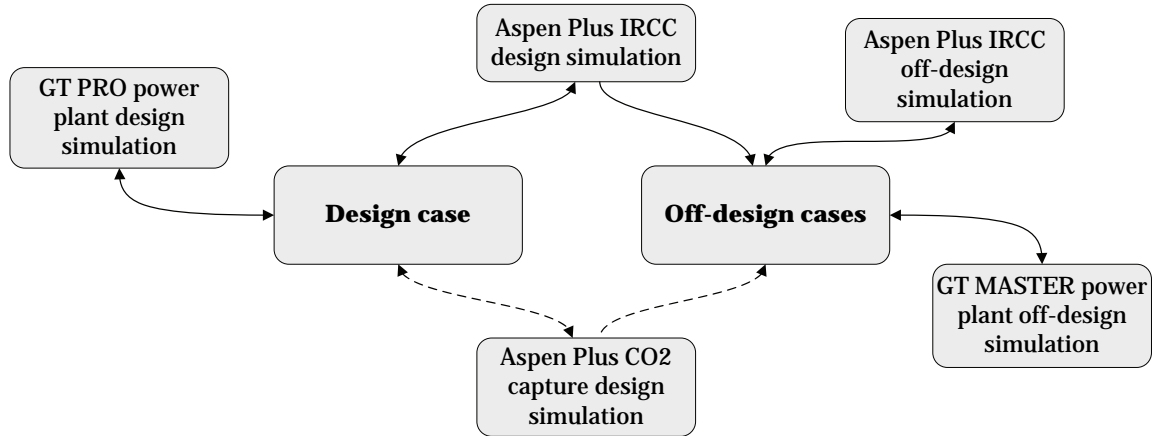 Aspen Plus IRCC
design simulation
Aspen Plus IRCC
off-design
simulation
GT PRO power
plant design
simulation
Design case
Off-design cases
GT MASTER power
plant off-design
simulation
Aspen Plus CO2
capture design
simulation